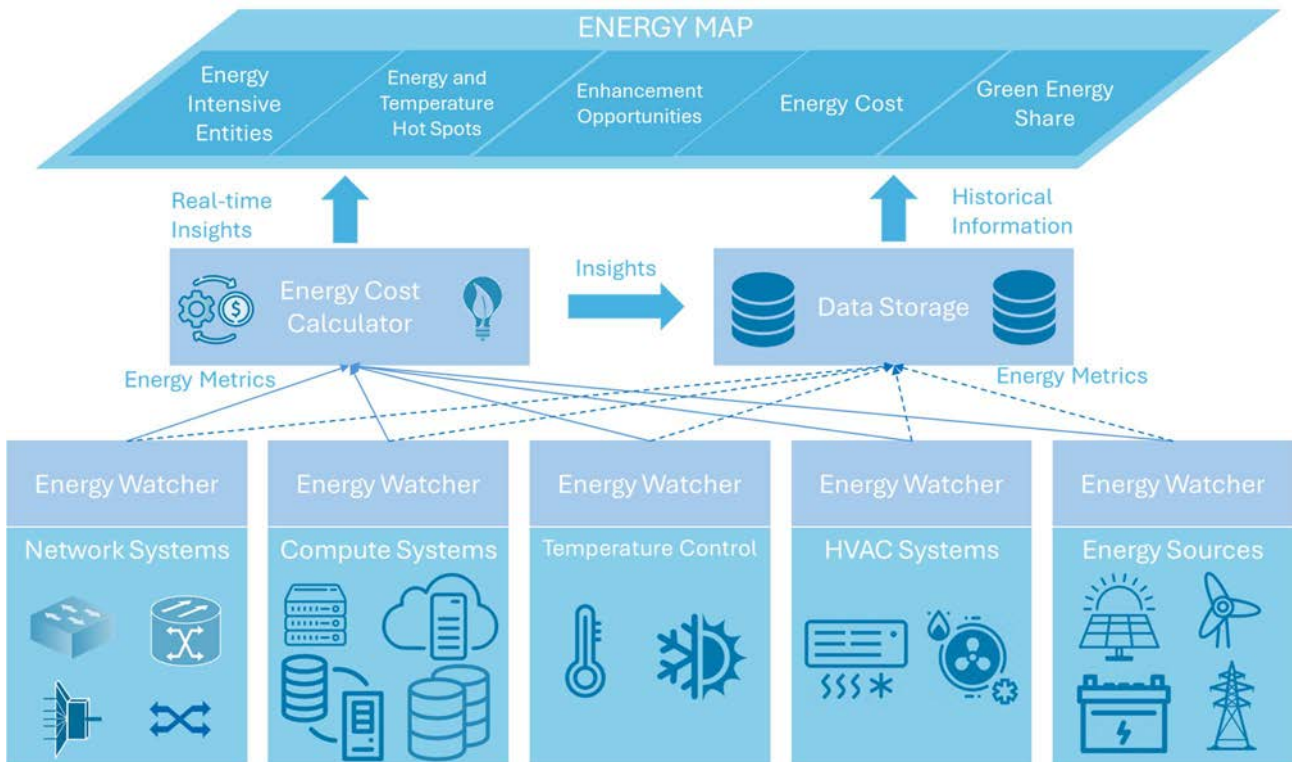 ENERGY MAP
Energy
Intensive
Entities
Energy and
Temperature
Hot Spots
Enhancement
Opportunities
Energy Cost
Green Energy
Share
Real-time
Insights
Historical
Information
Energy Cost
Calculator
$
Insights
Data Storage
Energy Metrics
Energy Metrics
Energy Watcher
Energy Watcher
Energy Watcher
Energy Watcher
Energy Watcher
Network Systems
Compute Systems
Temperature Control
HVAC Systems
Energy Sources